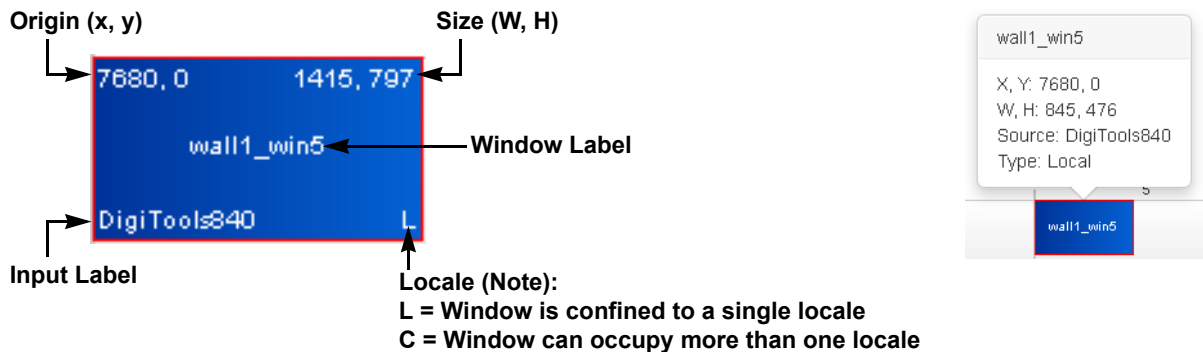 Origin (x, y)
Size (W, H)
7680, 0
1415, 797
wall1_win5
Window Label
DigiTools840
L
Input Label
Locale (Note):
L = Window is confined to a single locale
C = Window can occupy more than one locale
wall1_win5
X, Y: 7680, 0
W, H: 845, 476
Source: DigiTools840
Type: Local
5
wall1_win5